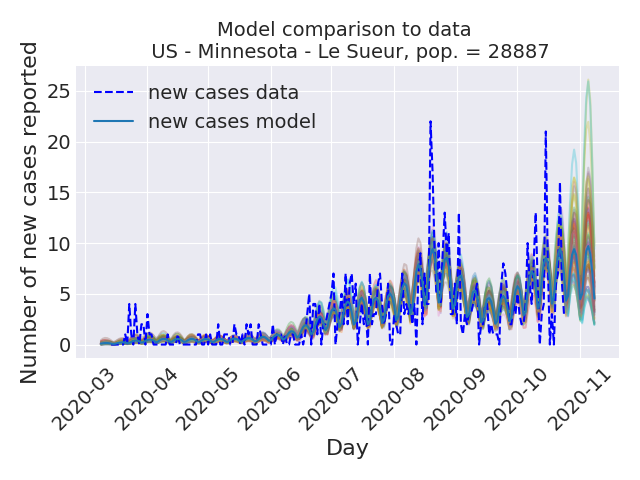 Model comparison to data
US - Minnesota - Le Sueur, pop. = 28887
new cases data
new cases model
Number of new cases reported
25
20
15
10
5
0
2020-03
2020-04
2020-05
2020-06
2020-07
2020-08
2020-09
2020-10
2020-11
Day